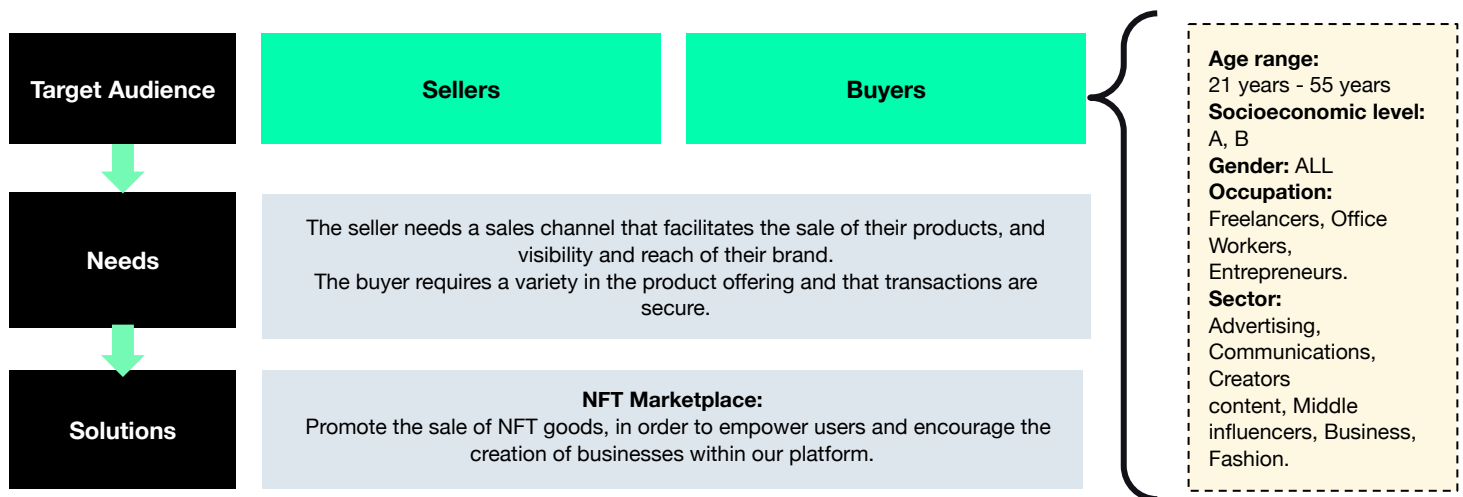 Target Audience
Sellers
Buyers
Needs
The seller needs a sales channel that facilitates the sale of their products, and
visibility and reach of their brand.
The buyer requires a variety in the product offering and that transactions are
secure.
Solutions
NFT Marketplace:
Promote the sale of NFT goods, in order to empower users and encourage the
creation of businesses within our platform.
Age range:
21 years - 55 years
Socioeconomic level:
A, B
Gender: ALL
Occupation:
Freelancers, Office
Workers,
Entrepreneurs.
Sector:
Advertising,
Communications,
Creators
content, Middle
influencers, Business,
Fashion.